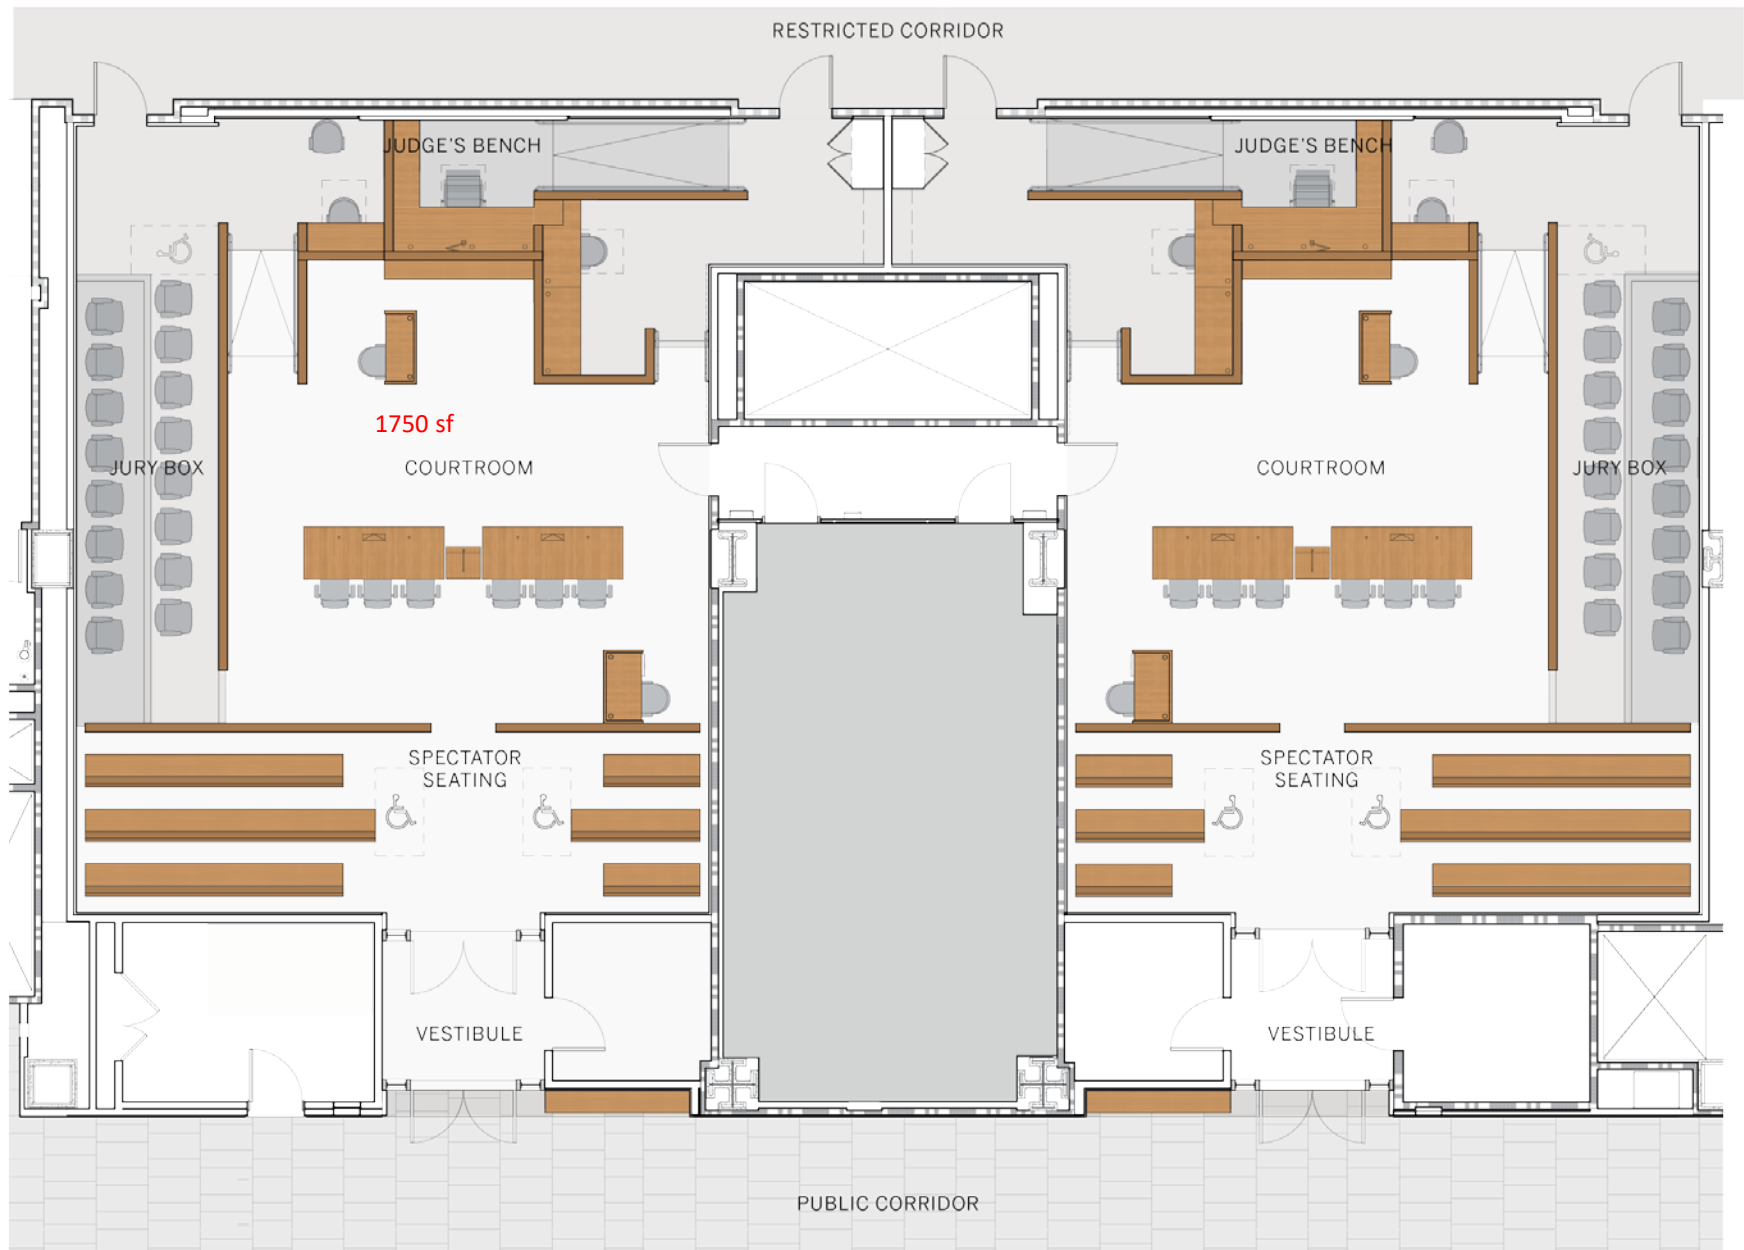 RESTRICTED CORRIDOR
JUDGE'S BENCH
JUDGE'S BENCH
1750 sf
JURY BOX
COURTROOM
COURTROOM
JURY BOX
SPECTATOR
SEATING
SPECTATOR
SEATING
VESTIBULE
VESTIBULE
PUBLIC CORRIDOR